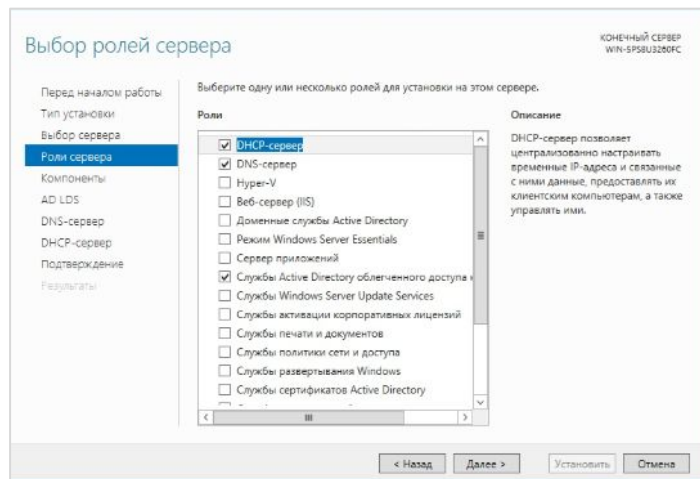 Выбор ролей сервера
КОНЕЧНЫЙ СЕРВЕР
WIN-SPS8U3260FC
Перед началом работы
Тип установки
Выбор сервера
Роли сервера
Компоненты
AD LDS
DNS-сервер
DHCP-сервер
Подтверждение
Результаты
Выберите одну или несколько ролей для установки на этом сервере.
Роли
DHCP-сервер
DNS-сервер
Hyper-V
Веб-сервер (IIS)
Доменные службы Active Directory
Режим Windows Server Essentials
Сервер приложений
Службы Active Directory облегченного доступа к
Службы Windows Server Update Services
Службы активации корпоративных лицензий
Службы печати и документов
Службы политики сети и доступа
Службы развертывания Windows
Службы сертификатов Active Directory
Описание
DHCP-сервер позволяет
централизованно настраивать
временные IP-адреса и связанные
с ними данные, предоставлять их
клиентским компьютерам, а также
управлять ими.
< Назад
Далее >
Установить
Отмена